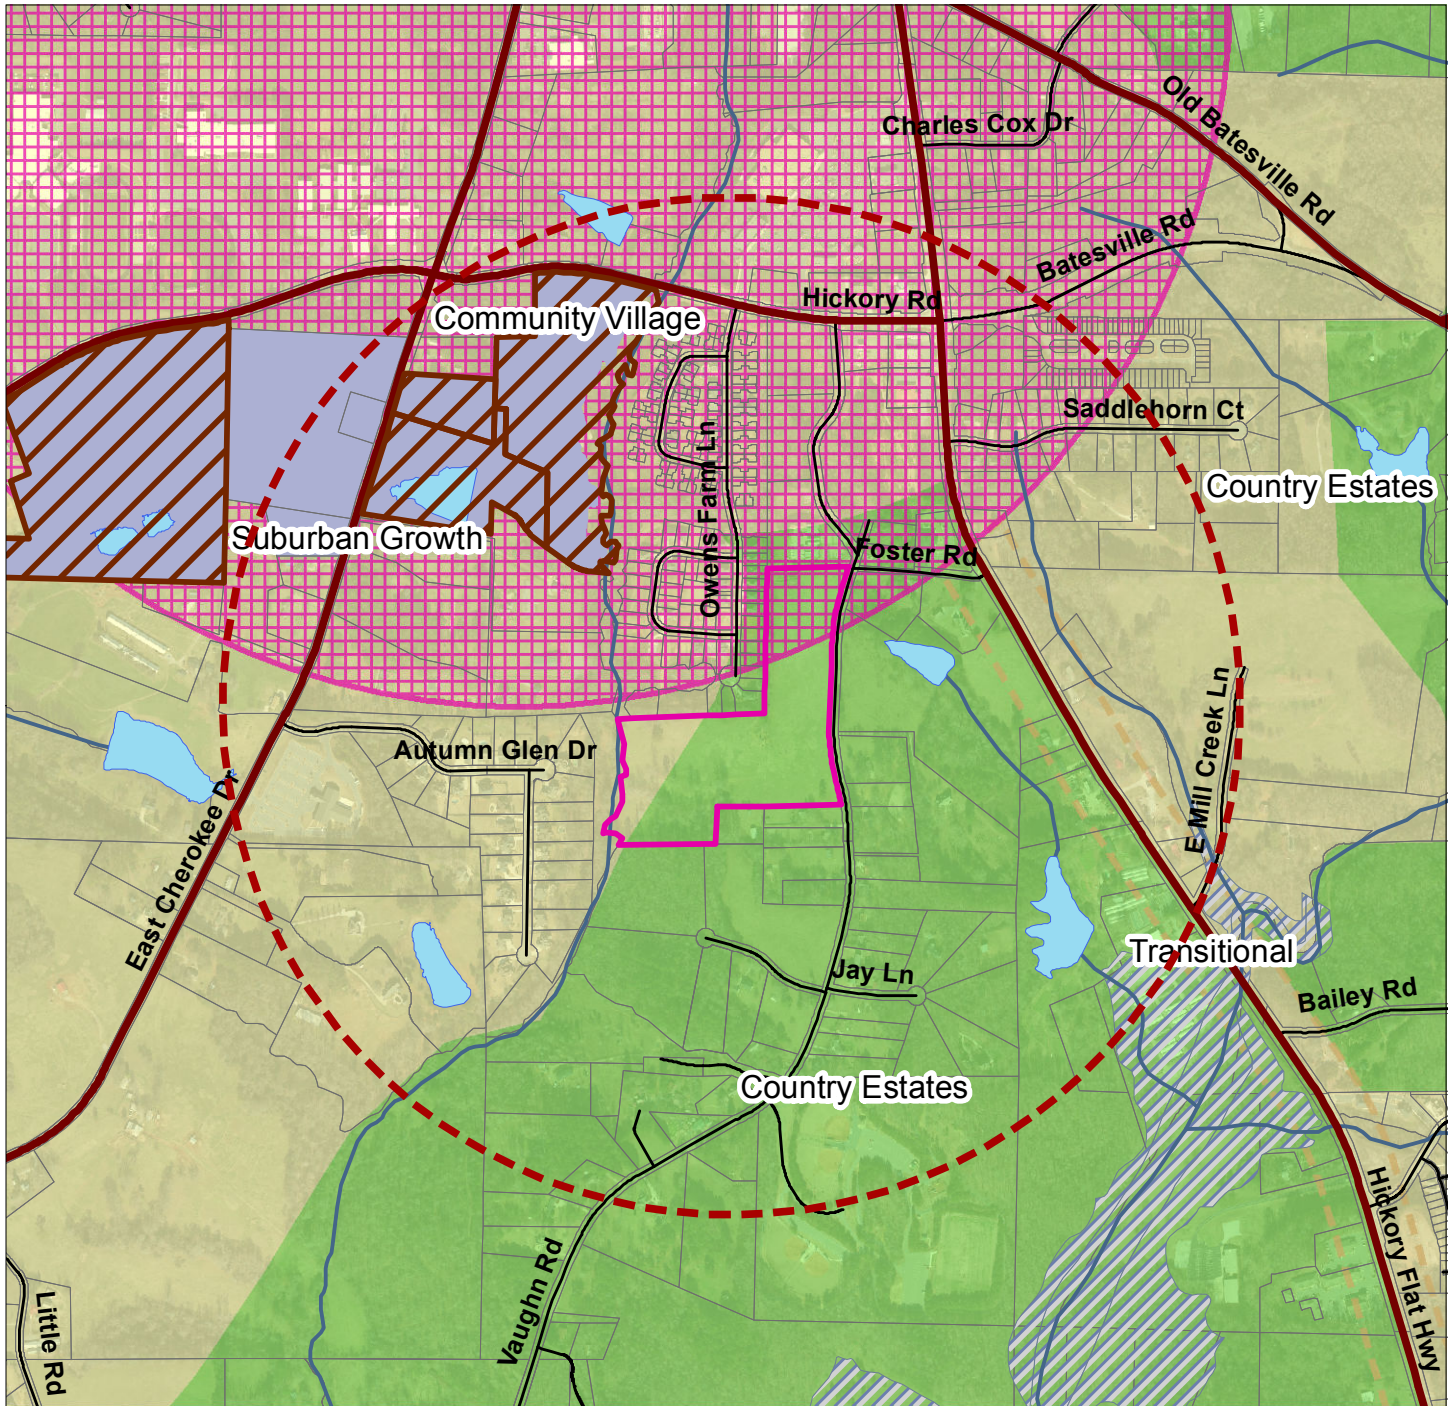 Charles Cox Dr
Old Batesville Rd
Batesville Rd
Hickory Rd
Community Village
Saddlehorn Ct
Country Estates
Owens Farm Ln
Suburban Growth
Foster Rd
E Mill Creek Ln
Autumn Glen Dr
East Cherokee Dr
Transitional
Jay Ln
Bailey Rd
Country Estates
Hickory Flat Hwy
Vaughn Rd
Little Rd